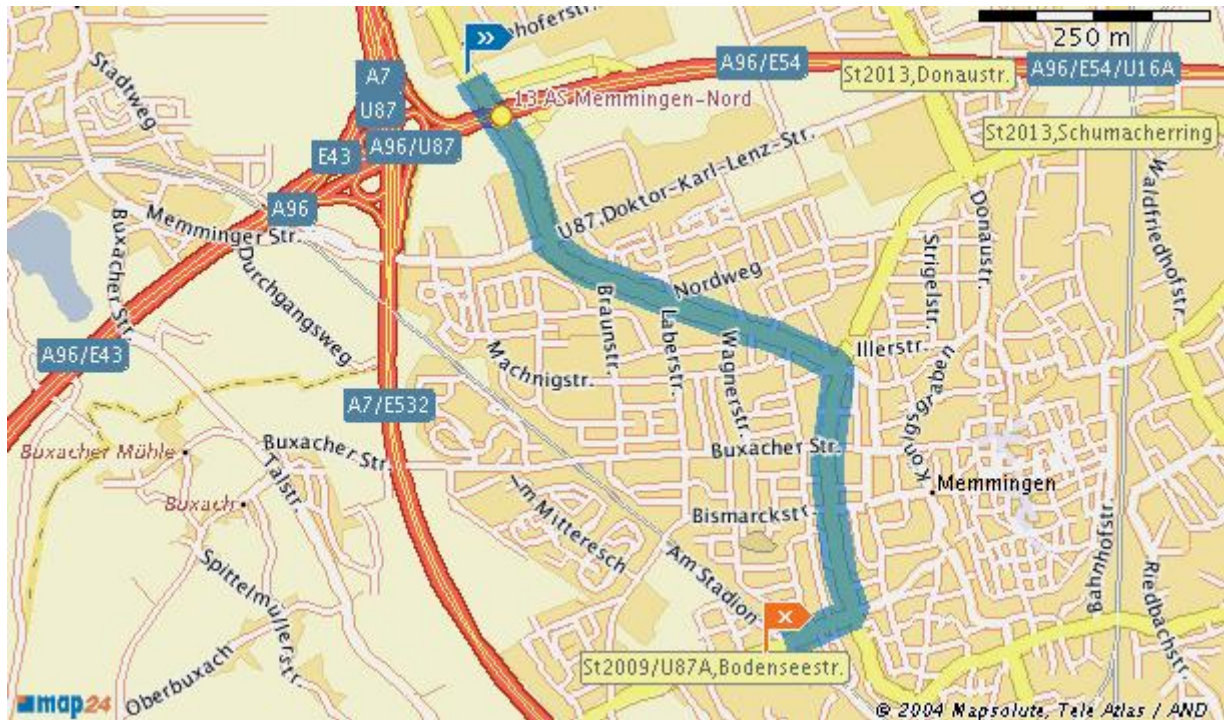 hoferstr.
250 m
A96/E54
St2013,Donaustr.
A96/E54/U16A
Stadtweg
A7
U87
13 AS Memmingen-Nord
St2013,Schumacherring
A96/U87
E43
U87,Doktor-Karl-Lenz-Str.
Waldfriedhofstr.
A96
Donaustr.
Memminger Str.
Buxacher Str.
Durchgangsweg
Strigelstr.
Nordweg
Braunstr.
Laberstr.
Wagnerstr.
Illerstr.
A96/E43
Machnigstr.
Konigsgraben
A7/E532
Buxacher Mühle
Buxacher Str.
Buxacher Str.
Talstr.
Memmingen
Buxach
Im Mitteresch
Bismarckstr.
Am Stadion
Bahnhofstr.
Riedbachstr.
Spittelmüllerstr.
St2009/U87A,Bodenseestr.
Oberbuxach
map24
© 2004 Mapsolute, Tele Atlas / AND